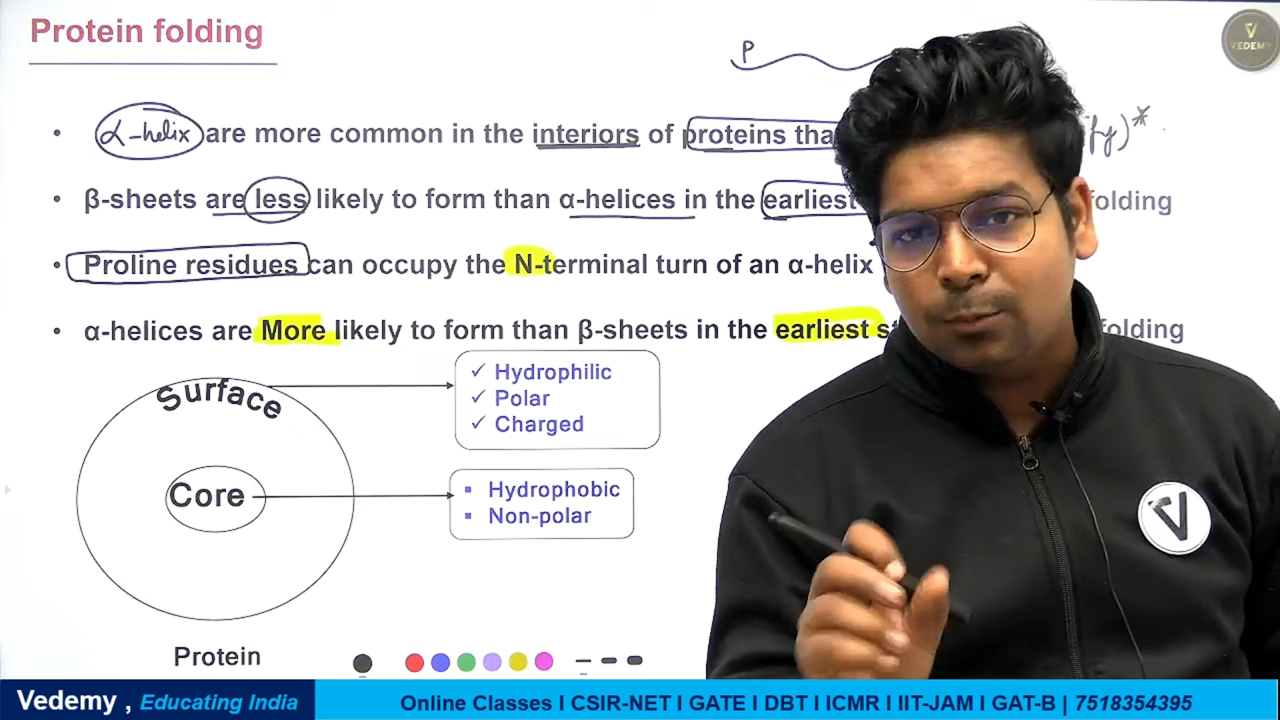 Protein folding
P
VEDEMY
• α-helix are more common in the interiors of proteins tha
• β-sheets are less likely to form than α-helices in the earliest folding
• Proline residues can occupy the N-terminal turn of an α-helix
• α-helices are More likely to form than β-sheets in the earliest folding
Surface
✓ Hydrophilic
✓ Polar
✓ Charged
Core
▪ Hydrophobic
▪ Non-polar
Protein
Vedemy , Educating India
Online Classes I CSIR-NET I GATE I DBT I ICMR I IIT-JAM I GAT-B | 7518354395